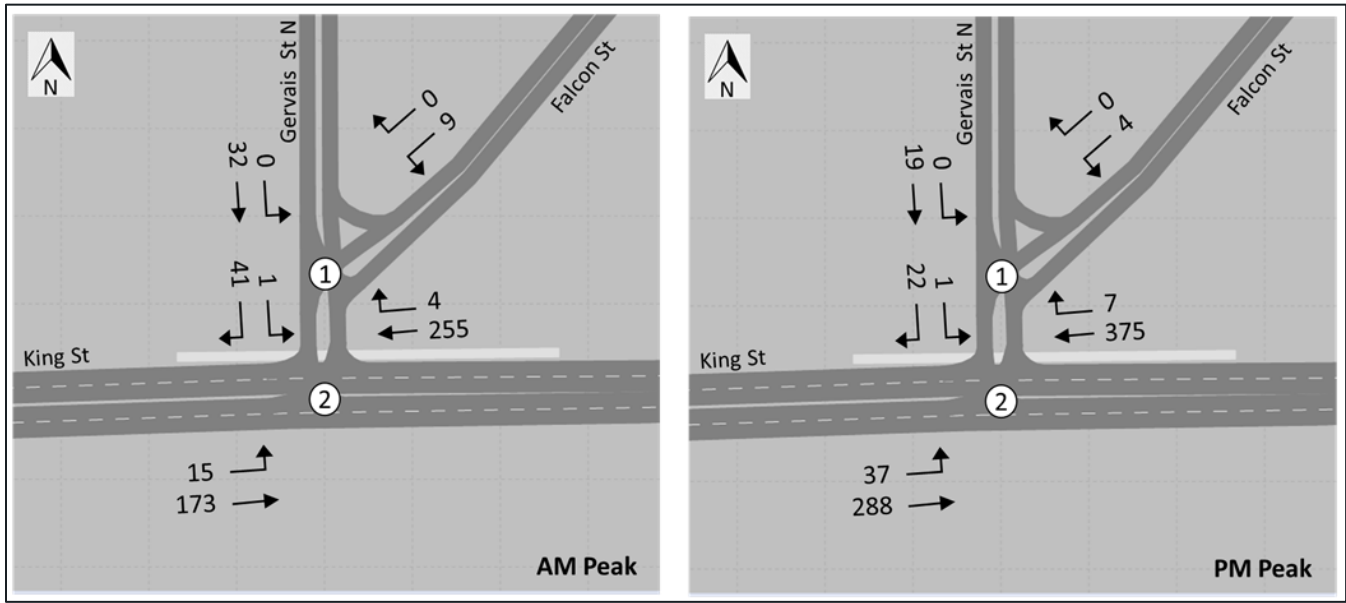 N
Gervais St N
Falcon St
0
9
32
0
1
41
1
4
255
King St
2
15
173
AM Peak
N
Gervais St N
Falcon St
0
4
19
0
1
22
1
7
375
King St
2
37
288
PM Peak